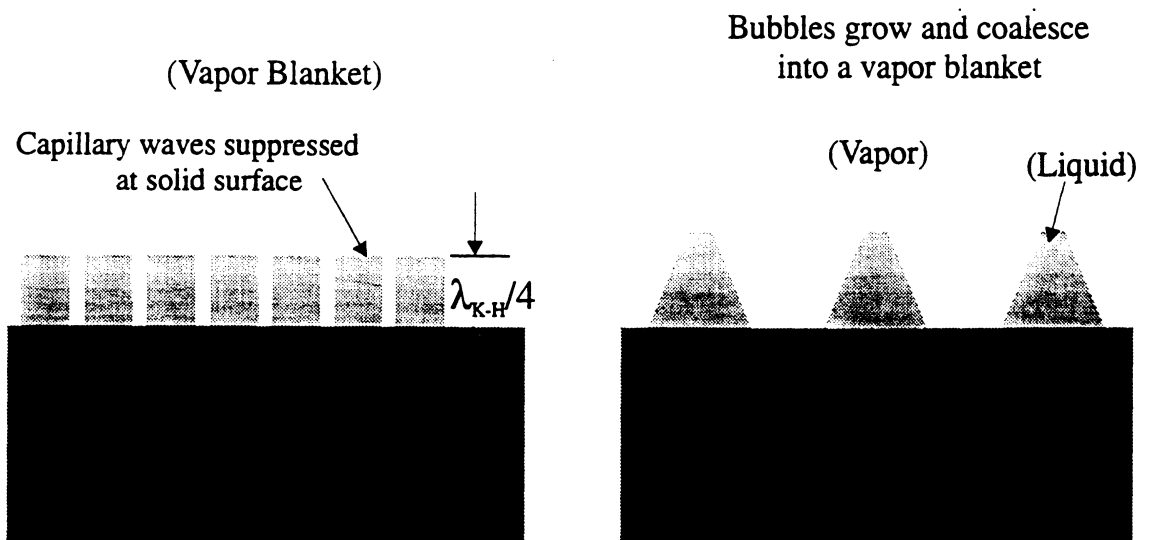 (Vapor Blanket)
Capillary waves suppressed
at solid surface
λK-H/4
Bubbles grow and coalesce
into a vapor blanket
(Vapor)
(Liquid)